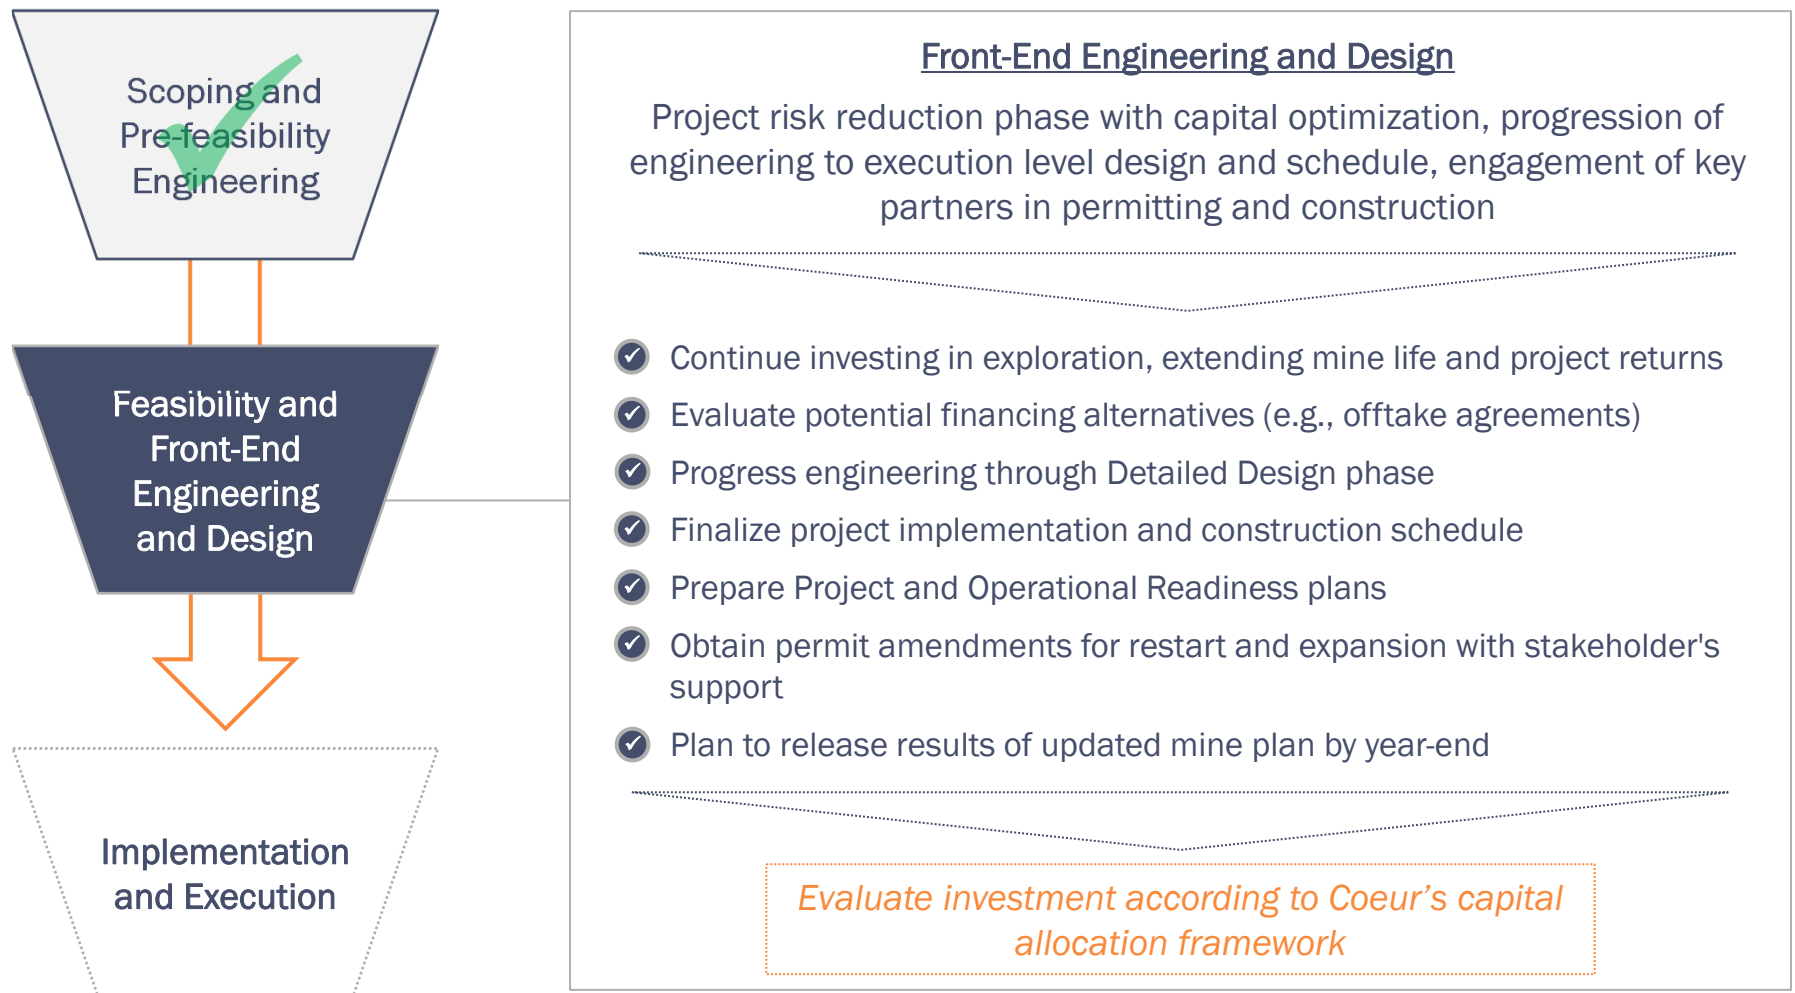 Scoping and
Pre-feasibility
Engineering
Feasibility and
Front-End
Engineering
and Design
Implementation
and Execution
Front-End Engineering and Design
Project risk reduction phase with capital optimization, progression of
engineering to execution level design and schedule, engagement of key
partners in permitting and construction
Continue investing in exploration, extending mine life and project returns
Evaluate potential financing alternatives (e.g., offtake agreements)
Progress engineering through Detailed Design phase
Finalize project implementation and construction schedule
Prepare Project and Operational Readiness plans
Obtain permit amendments for restart and expansion with stakeholder's
support
Plan to release results of updated mine plan by year-end
Evaluate investment according to Coeur’s capital
allocation framework